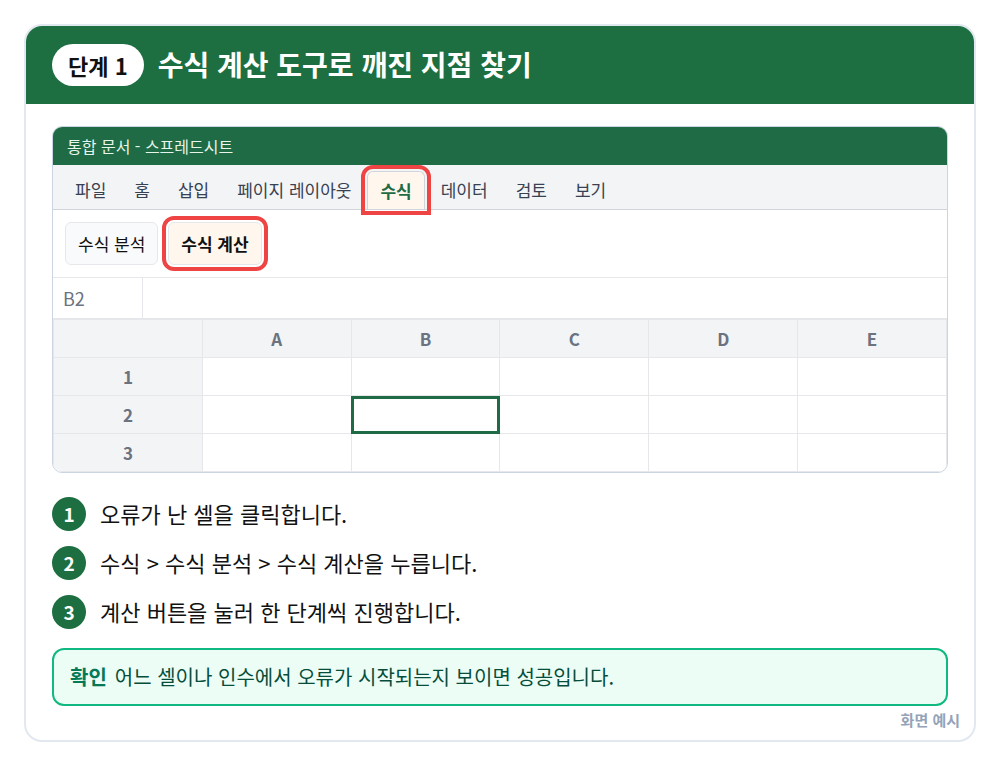 단계 1 수식 계산 도구로 깨진 지점 찾기
통합 문서 - 스프레드시트
파일 홈 삽입 페이지 레이아웃 수식 데이터 검토 보기
수식 분석 수식 계산
B2
A B C D E
1
2
3
1 오류가 난 셀을 클릭합니다.
2 수식 > 수식 분석 > 수식 계산을 누릅니다.
3 계산 버튼을 눌러 한 단계씩 진행합니다.
확인 어느 셀이나 인수에서 오류가 시작되는지 보이면 성공입니다.
화면 예시